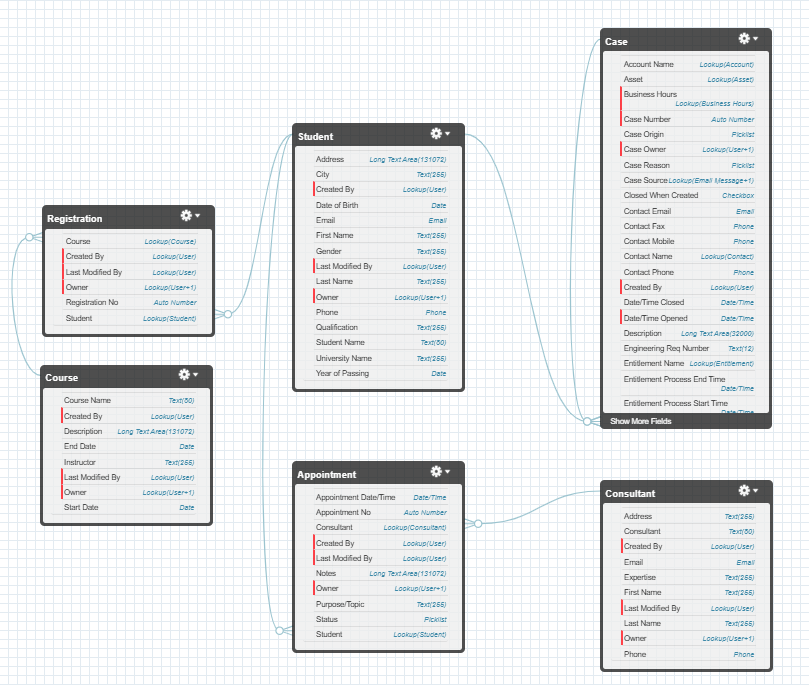 Registration
Course Lookup(Course)
Created By Lookup(User)
Last Modified By Lookup(User)
Owner Lookup(User+1)
Registration No Auto Number
Student Lookup(Student)
Course
Course Name Text(80)
Created By Lookup(User)
Description Long Text Area(131072)
End Date Date
Instructor Text(255)
Last Modified By Lookup(User)
Owner Lookup(User+1)
Start Date Date
Student
Address Long Text Area(131072)
City Text(255)
Created By Lookup(User)
Date of Birth Date
Email Email
First Name Text(255)
Gender Text(255)
Last Modified By Lookup(User)
Last Name Text(255)
Owner Lookup(User+1)
Phone Phone
Qualification Text(255)
Student Name Text(80)
University Name Text(255)
Year of Passing Date
Appointment
Appointment Date/Time Date/Time
Appointment No Auto Number
Consultant Lookup(Consultant)
Created By Lookup(User)
Last Modified By Lookup(User)
Notes Long Text Area(131072)
Owner Lookup(User+1)
Purpose/Topic Text(255)
Status Picklist
Student Lookup(Student)
Case
Account Name Lookup(Account)
Asset Lookup(Asset)
Business Hours
Lookup(Business Hours)
Case Number Auto Number
Case Origin Picklist
Case Owner Lookup(User+1)
Case Reason Picklist
Case Source Lookup(Email Message+1)
Closed When Created Checkbox
Contact Email Email
Contact Fax Phone
Contact Mobile Phone
Contact Name Lookup(Contact)
Contact Phone Phone
Created By Lookup(User)
Date/Time Closed Date/Time
Date/Time Opened Date/Time
Description Long Text Area(32000)
Engineering Req Number Text(12)
Entitlement Name Lookup(Entitlement)
Entitlement Process End Time
Date/Time
Entitlement Process Start Time
Date/Time
Show More Fields
Consultant
Address Text(255)
Consultant Text(80)
Created By Lookup(User)
Email Email
Expertise Text(255)
First Name Text(255)
Last Modified By Lookup(User)
Last Name Text(255)
Owner Lookup(User+1)
Phone Phone